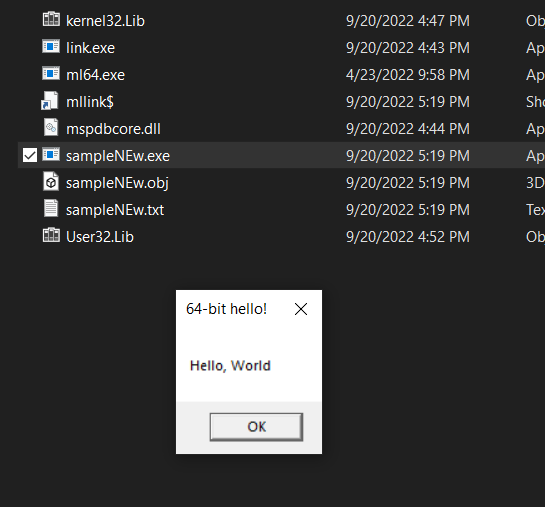 kernel32.Lib 9/20/2022 4:47 PM Ob
link.exe 9/20/2022 4:43 PM Ap
ml64.exe 4/23/2022 9:58 PM Ap
mllink$ 9/20/2022 5:19 PM Sho
mspdbcore.dll 9/20/2022 4:44 PM Ap
sampleNEw.exe 9/20/2022 5:19 PM Ap
sampleNEw.obj 9/20/2022 5:19 PM 3D
sampleNEw.txt 9/20/2022 5:19 PM Tex
User32.Lib 9/20/2022 4:52 PM Ob
64-bit hello!
Hello, World
OK